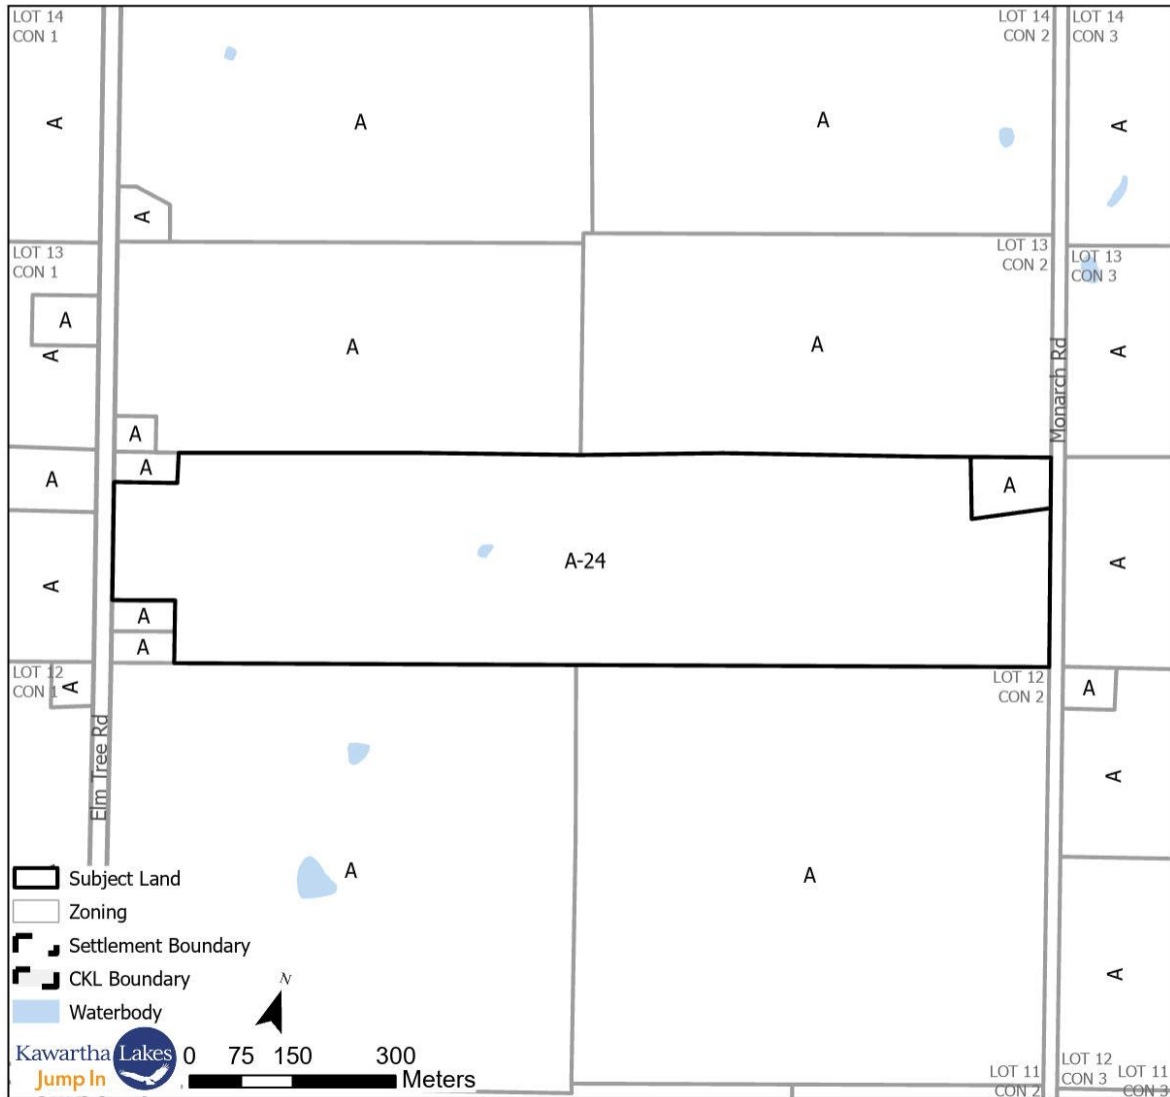 LOT 14
CON 1
LOT 14
CON 2
LOT 14
CON 3
A
A
A
A
A
LOT 13
CON 1
LOT 13
CON 2
LOT 13
CON 3
A
A
A
A
A
Monarch Rd
A
A
A
A
A-24
A
A
A
A
LOT 12
CON 1
A
LOT 12
CON 2
A
A
Elm Tree Rd
A
A
A
Subject Land
Zoning
Settlement Boundary
CKL Boundary
Waterbody
N
Kawartha Lakes
Jump In
0 75 150 300
Meters
LOT 11
CON 2
LOT 12
CON 3
LOT 11
CON 3